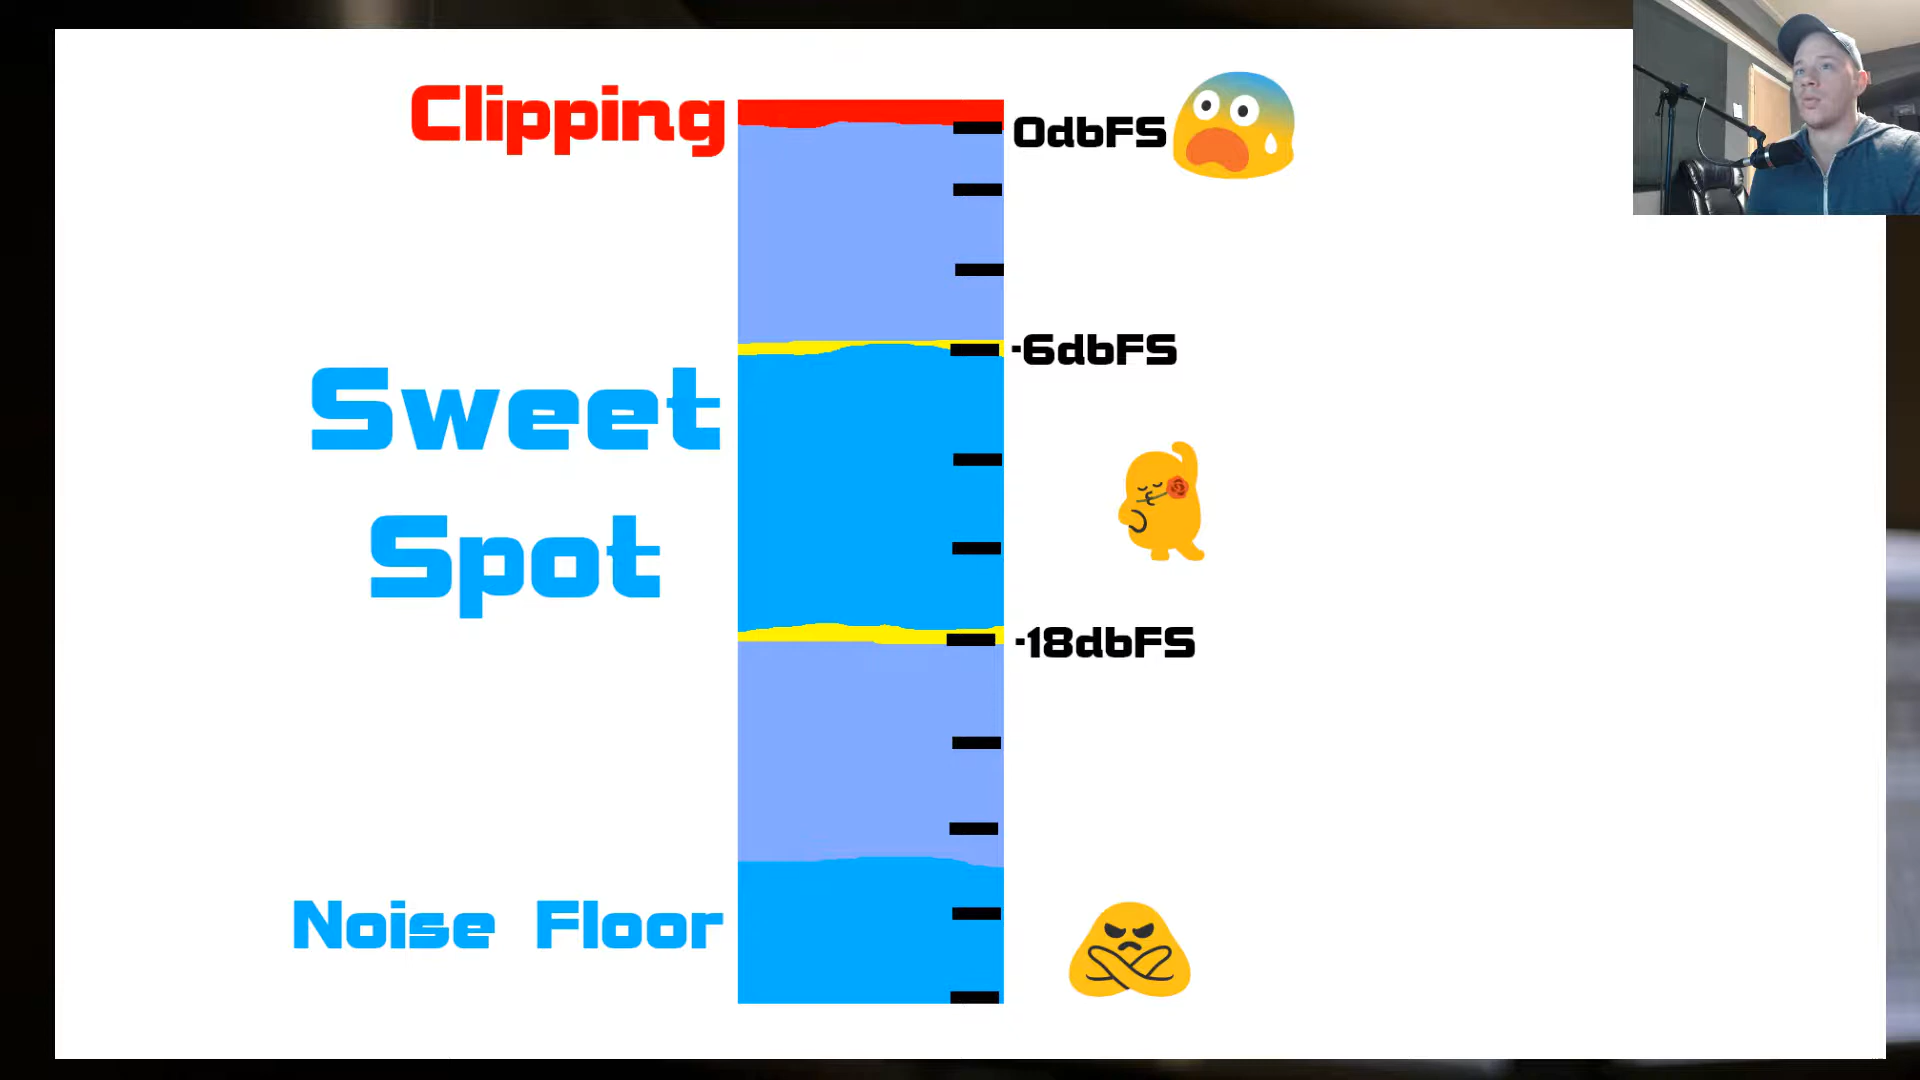 Clipping
0dbFS
-6dbFS
Sweet
Spot
-18dbFS
Noise Floor